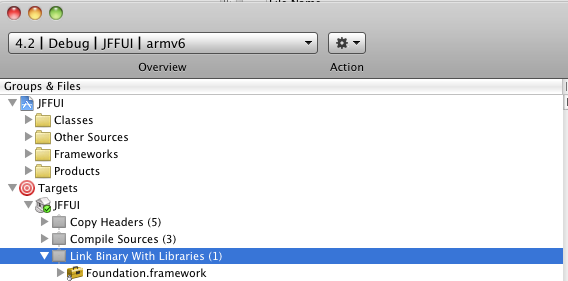 4.2 | Debug | JFFUI | armv6
Overview
Action
Groups & Files
JFFUI
Classes
Other Sources
Frameworks
Products
Targets
JFFUI
Copy Headers (5)
Compile Sources (3)
Link Binary With Libraries (1)
Foundation.framework